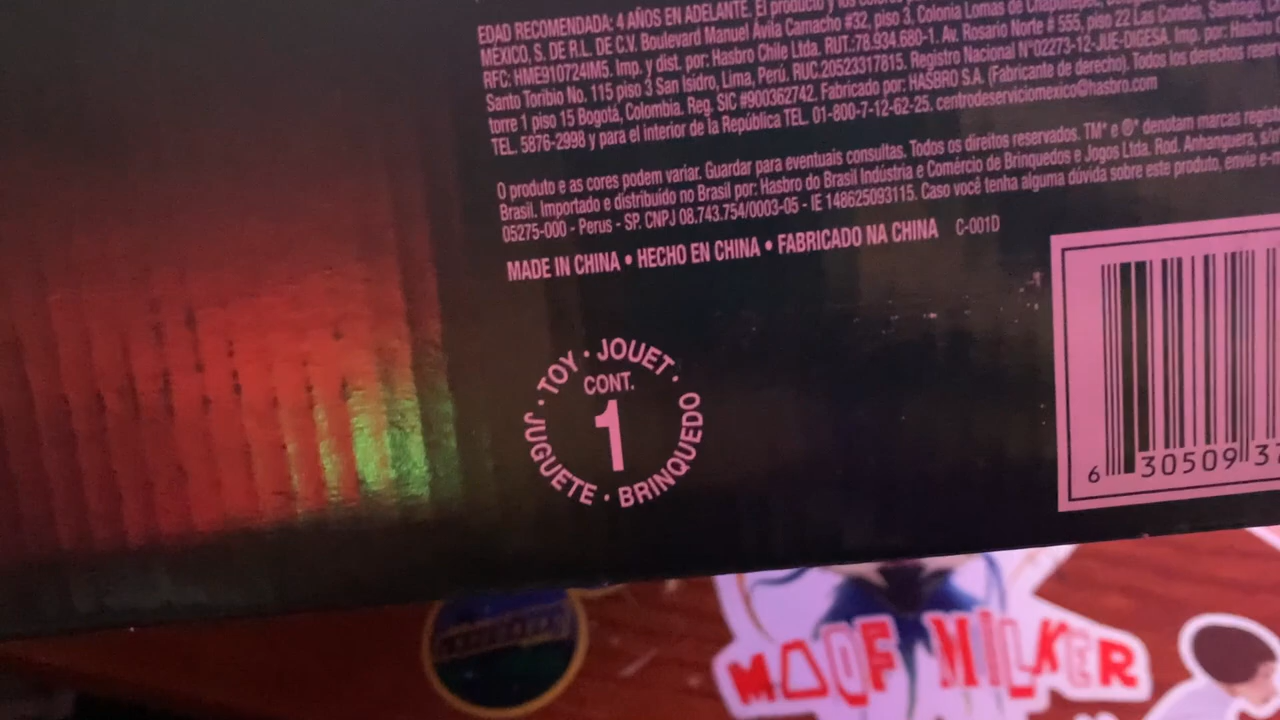 EDAD RECOMENDADA: 4 AÑOS EN ADELANTE. El producto y los colores
MÉXICO, S. DE R.L. DE C.V. Boulevard Manuel Ávila Camacho #32, piso 3, Colonia Lomas de Chapultepec,
RFC: HME910724IM5. Imp. y dist. por: Hasbro Chile Ltda. RUT.:78.934.680-1. Av. Rosario Norte # 555, piso 22 Las Condes, Santiago,
Santo Toribio No. 115 piso 3 San Isidro, Lima, Perú. RUC.20523317815. Registro Nacional N°02273-12-JUE-DIGESA. Imp. por: Hasbro
torre 1 piso 15 Bogotá, Colombia. Reg. SIC #900362742. Fabricado por: HASBRO S.A. (Fabricante de derecho). Todos los derechos
TEL. 5876-2998 y para el interior de la República TEL. 01-800-7-12-62-25. centrodeserviciomexico@hasbro.com
O produto e as cores podem variar. Guardar para eventuais consultas. Todos os direitos reservados. TM* e ®* denotam marcas
Brasil. Importado e distribuído no Brasil por: Hasbro do Brasil Indústria e Comércio de Brinquedos e Jogos Ltda. Rod. Anhanguera,
05275-000 - Perus - SP. CNPJ 08.743.754/0003-05 - IE 148625093115. Caso você tenha alguma dúvida sobre este produto, envie
MADE IN CHINA • HECHO EN CHINA • FABRICADO NA CHINA C-001D
TOY · JOUET · BRINQUEDO · JUGUETE ·
CONT.
1
6 30509 37
MOOF MILKER